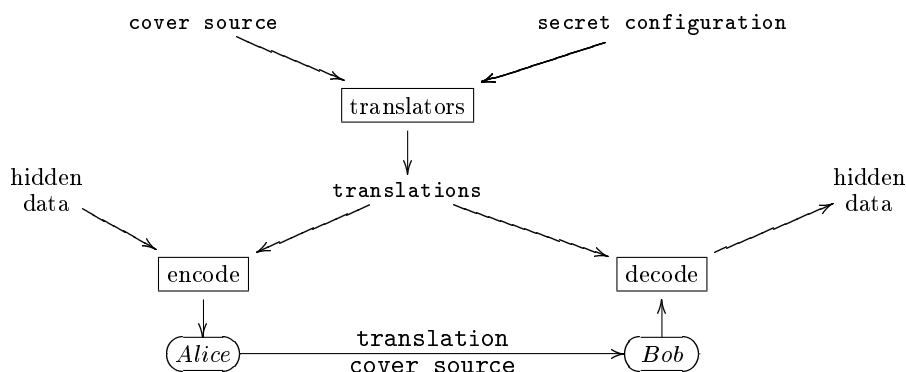 cover source
secret configuration
translators
hidden
data
translations
hidden
data
encode
decode
Alice
translation
cover source
Bob